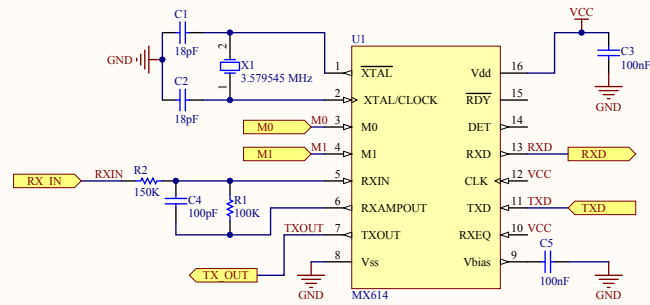 C1
18pF
GND
2
X1
3.579545 MHz
1
C2
18pF
U1
VCC
C3
100nF
GND
1 XTAL Vdd 16
2 XTAL/CLOCK RDY 15
M0 M0 3 M0 DET 14
M1 M1 4 M1 RXD 13 RXD RXD
RX_IN RXIN R2 150K 5 RXIN CLK 12 VCC
C4
100pF
R1
100K
6 RXAMPOUT TXD 11 TXD TXD
TXOUT 7 TXOUT RXEQ 10 VCC
TX_OUT
8 Vss Vbias 9
C5
100nF
GND
MX614
GND